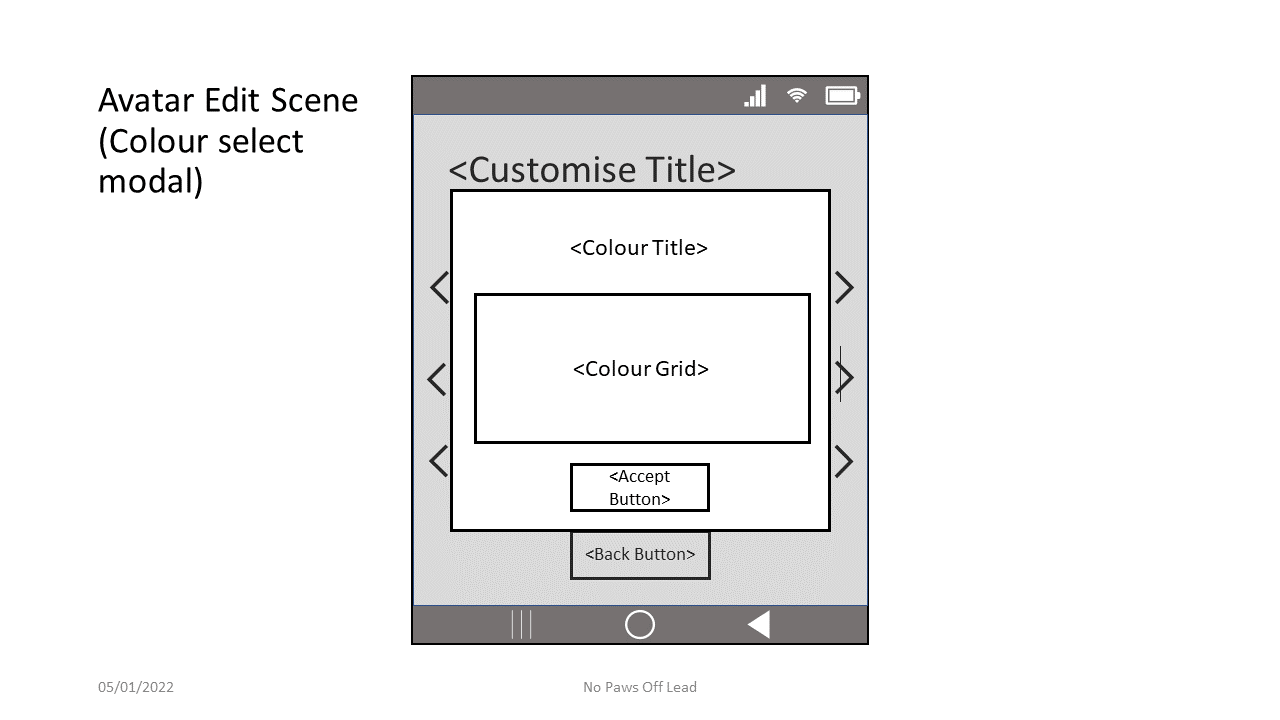 Avatar Edit Scene
(Colour select
modal)
<Customise Title>
<Colour Title>
<Colour Grid>
<Accept
Button>
<Back Button>
05/01/2022
No Paws Off Lead